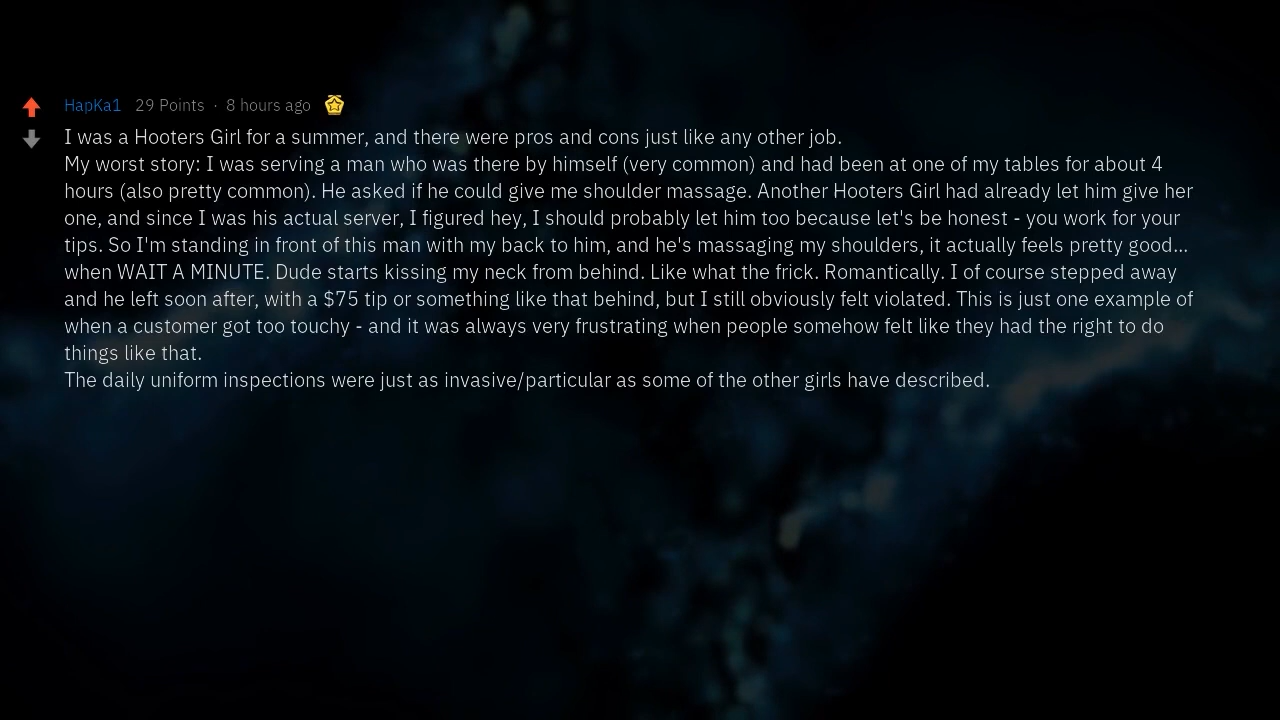 HapKa1 29 Points · 8 hours ago
I was a Hooters Girl for a summer, and there were pros and cons just like any other job.
My worst story: I was serving a man who was there by himself (very common) and had been at one of my tables for about 4
hours (also pretty common). He asked if he could give me shoulder massage. Another Hooters Girl had already let him give her
one, and since I was his actual server, I figured hey, I should probably let him too because let's be honest - you work for your
tips. So I'm standing in front of this man with my back to him, and he's massaging my shoulders, it actually feels pretty good...
when WAIT A MINUTE. Dude starts kissing my neck from behind. Like what the frick. Romantically. I of course stepped away
and he left soon after, with a $75 tip or something like that behind, but I still obviously felt violated. This is just one example of
when a customer got too touchy - and it was always very frustrating when people somehow felt like they had the right to do
things like that.
The daily uniform inspections were just as invasive/particular as some of the other girls have described.